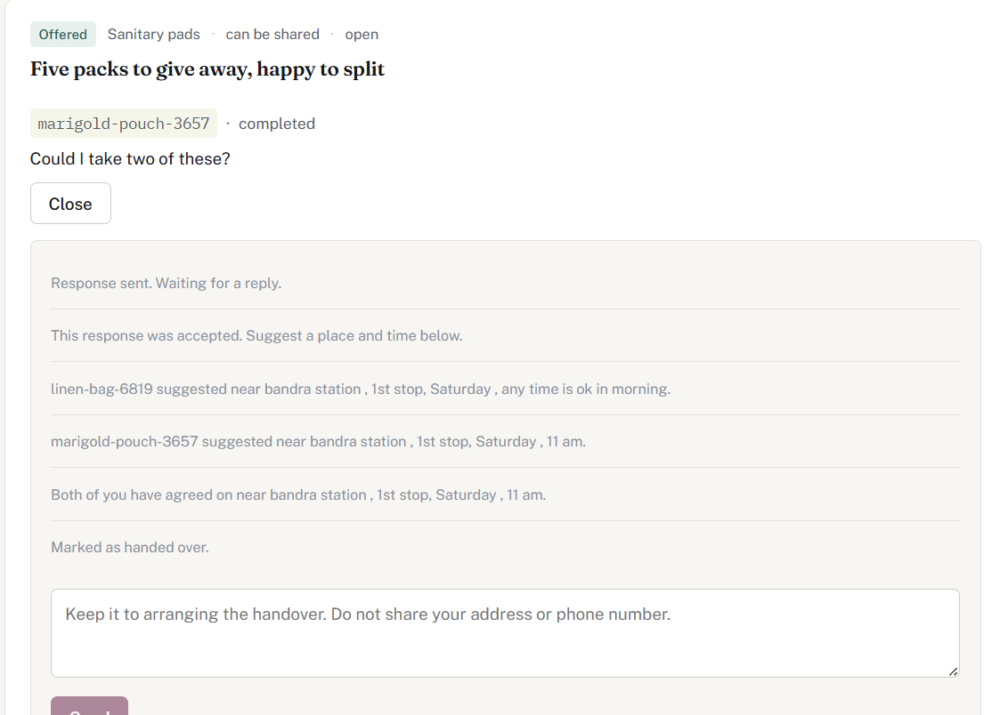 Offered Sanitary pads · can be shared · open
Five packs to give away, happy to split
marigold-pouch-3657 · completed
Could I take two of these?
Close
Response sent. Waiting for a reply.
This response was accepted. Suggest a place and time below.
linen-bag-6819 suggested near bandra station , 1st stop, Saturday , any time is ok in morning.
marigold-pouch-3657 suggested near bandra station , 1st stop, Saturday , 11 am.
Both of you have agreed on near bandra station , 1st stop, Saturday , 11 am.
Marked as handed over.
Keep it to arranging the handover. Do not share your address or phone number.